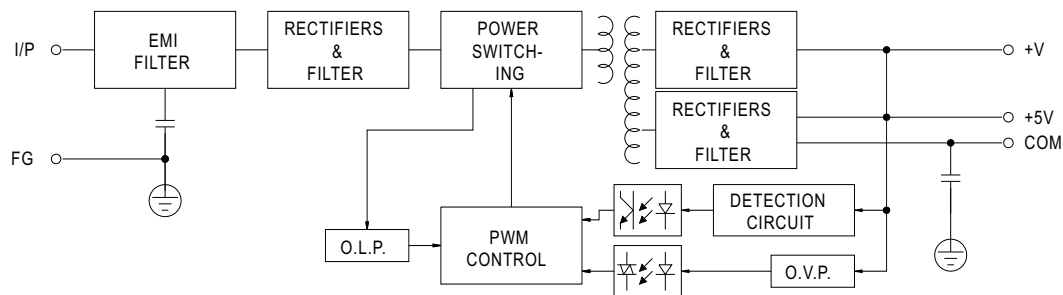 I/P
EMI
FILTER
RECTIFIERS
&
FILTER
POWER
SWITCH-
ING
RECTIFIERS
&
FILTER
+V
RECTIFIERS
&
FILTER
+5V
COM
FG
DETECTION
CIRCUIT
O.L.P.
PWM
CONTROL
O.V.P.